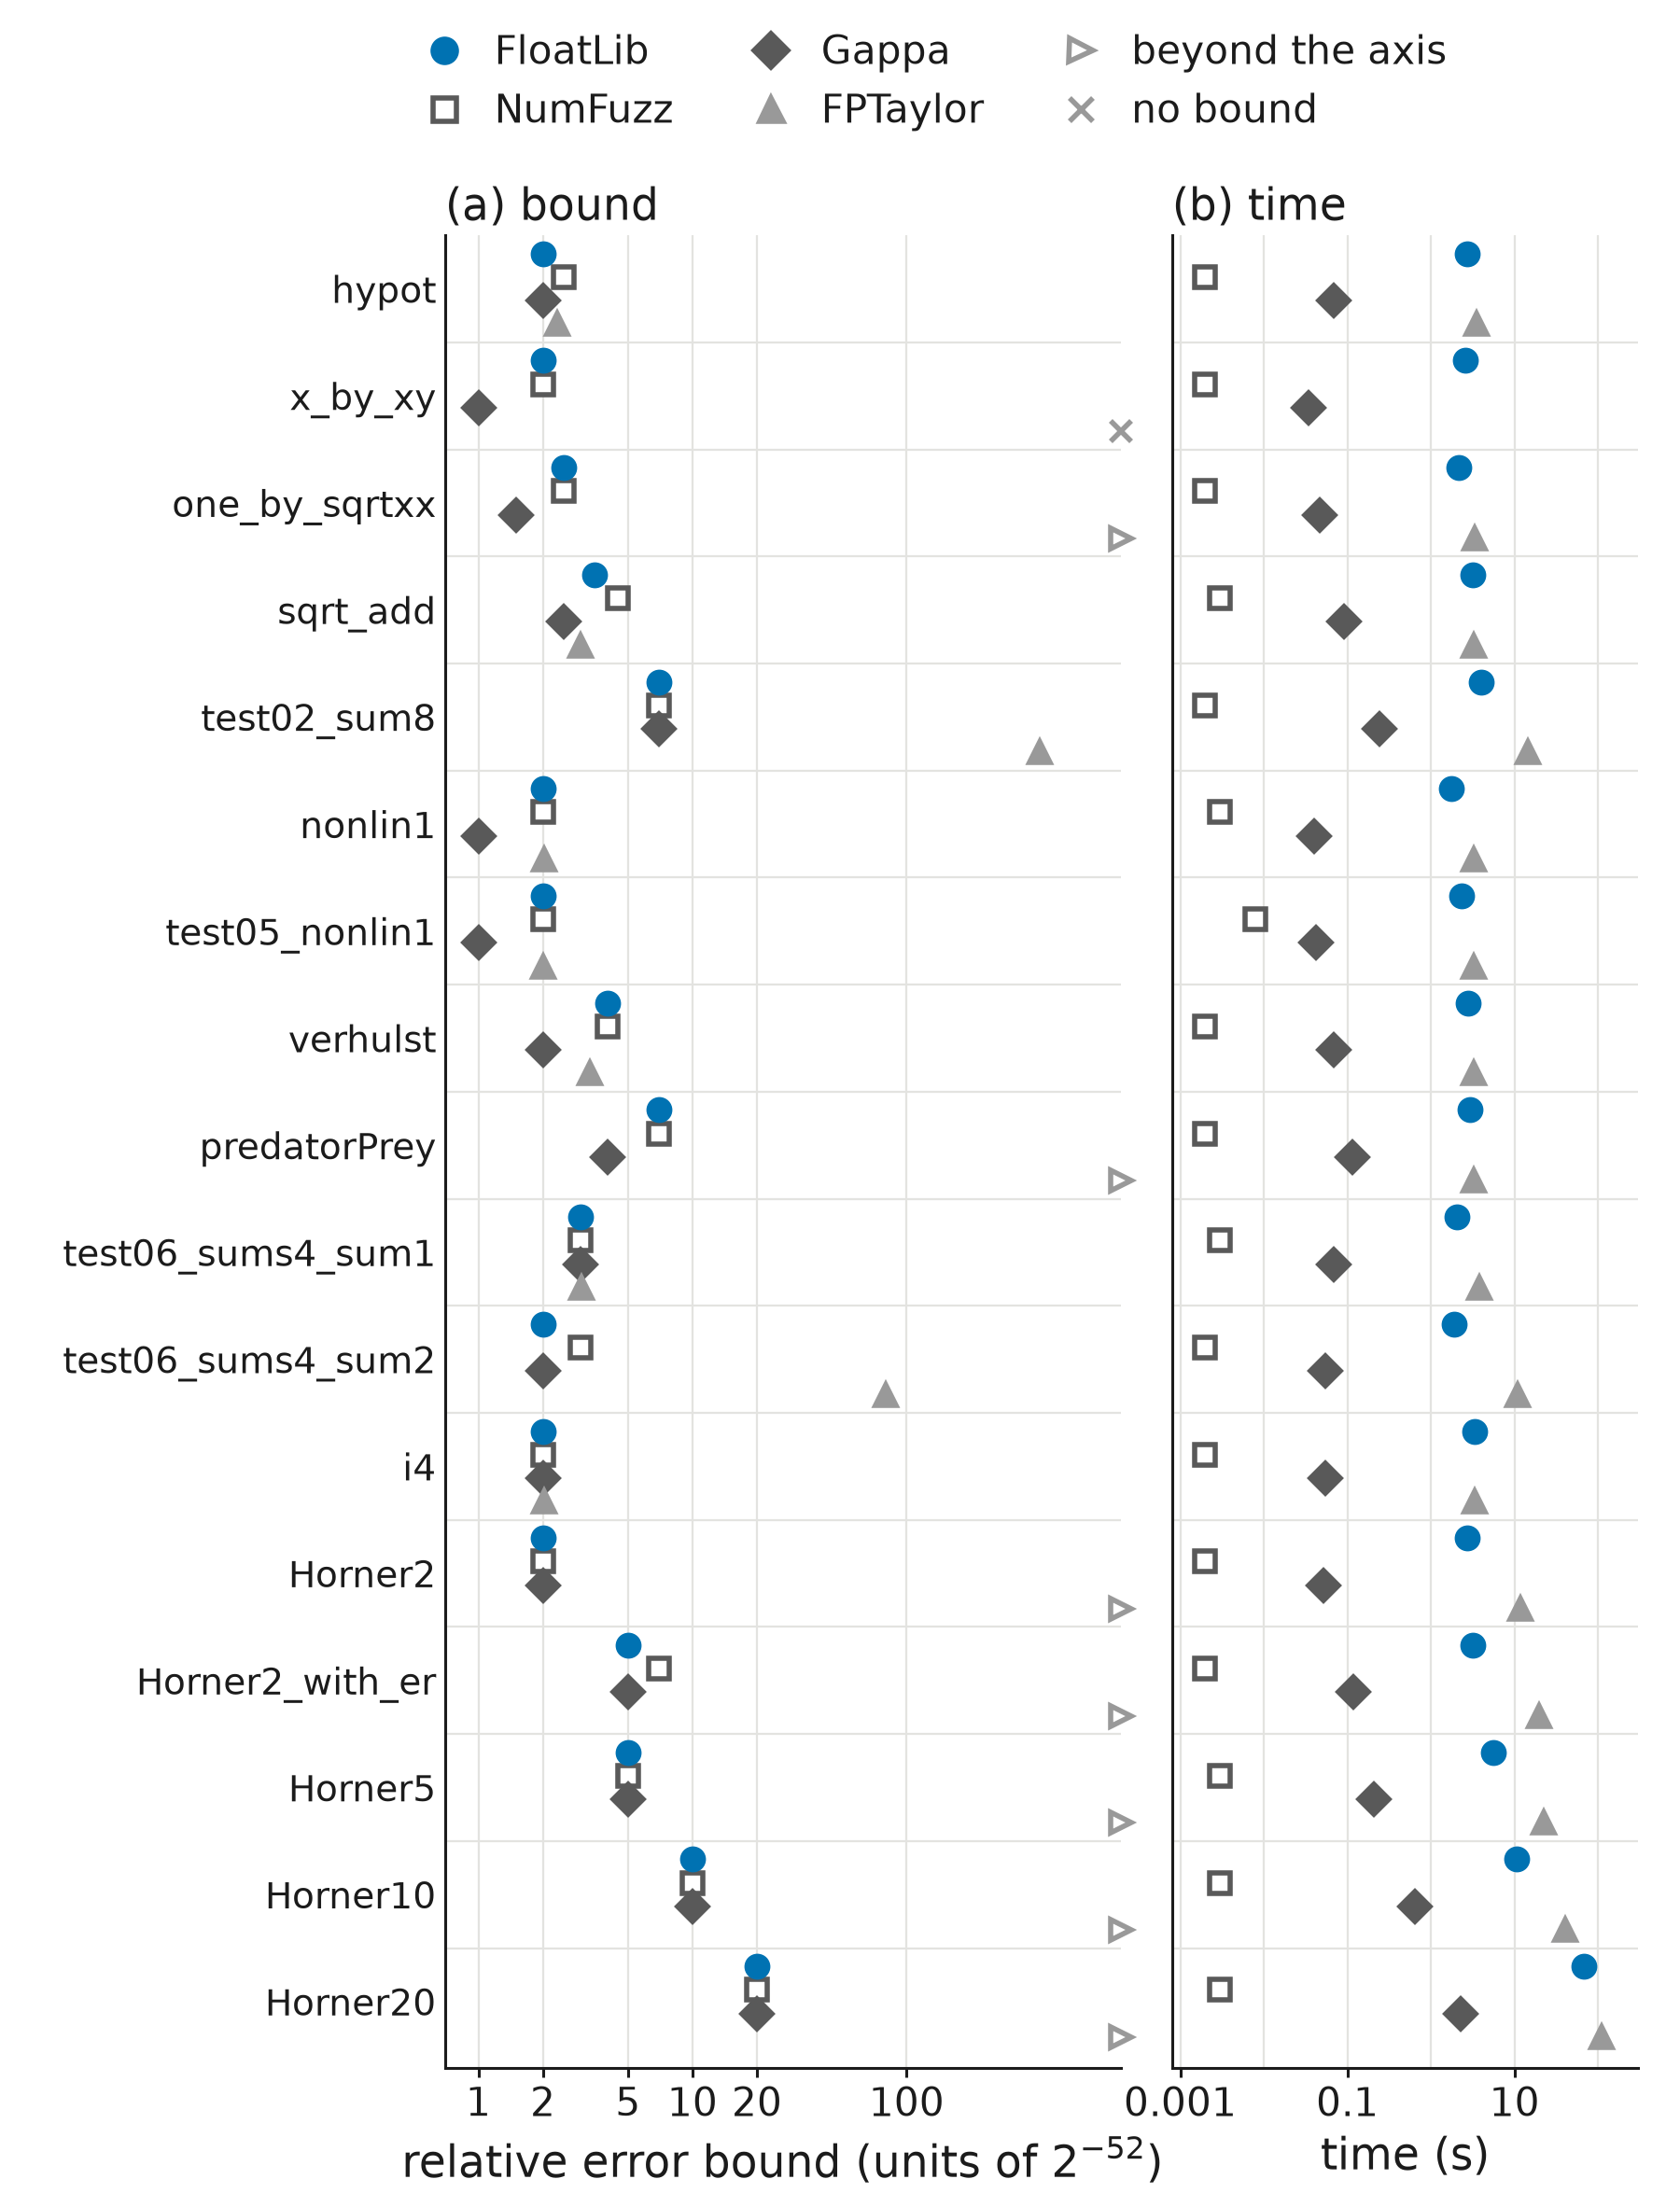 FloatLib Gappa beyond the axis
NumFuzz FPTaylor no bound
(a) bound (b) time
hypot
x_by_xy
one_by_sqrtxx
sqrt_add
test02_sum8
nonlin1
test05_nonlin1
verhulst
predatorPrey
test06_sums4_sum1
test06_sums4_sum2
i4
Horner2
Horner2_with_er
Horner5
Horner10
Horner20
1 2 5 10 20 100 0.001 0.1 10
relative error bound (units of 2⁻⁵²) time (s)